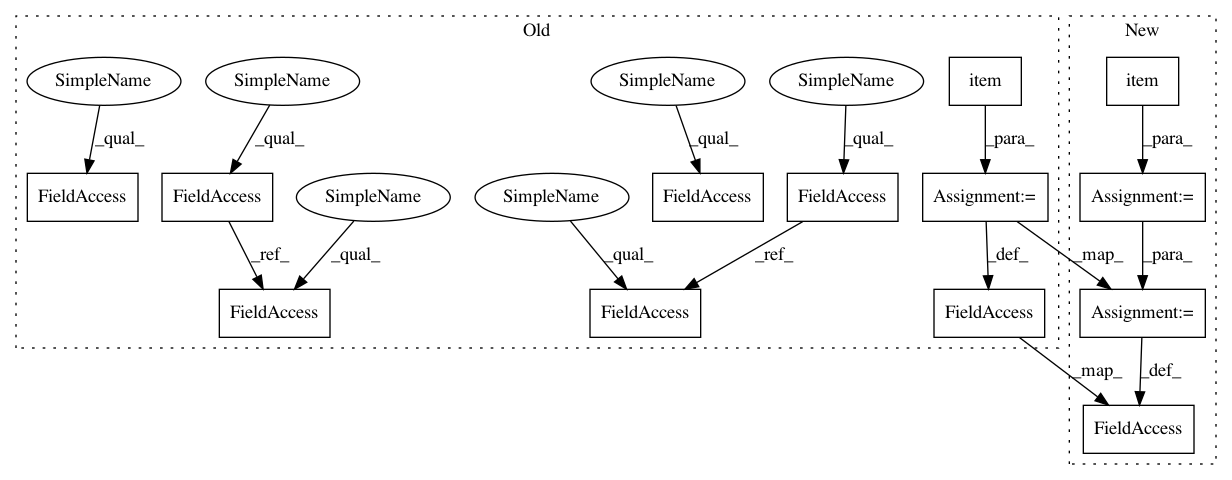 Old
New
SimpleName
SimpleName
SimpleName
SimpleName
item
item
_qual_
_qual_
_qual_
_qual_
_para_
_para_
FieldAccess
FieldAccess
SimpleName
SimpleName
FieldAccess
FieldAccess
Assignment:=
Assignment:=
_ref_
_qual_
_qual_
_ref_
_def_
_map_
_para_
FieldAccess
FieldAccess
FieldAccess
Assignment:=
_map_
_def_
FieldAccess